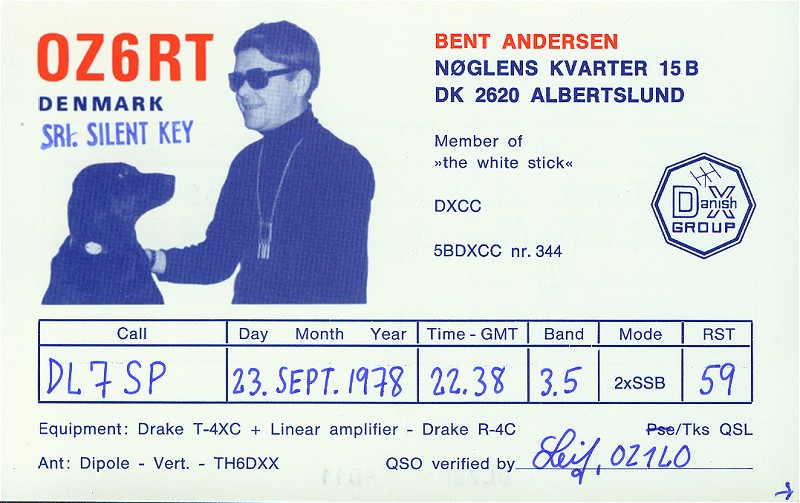 OZ6RT
DENMARK
SRI. SILENT KEY
BENT ANDERSEN
NØGLENS KVARTER 15 B
DK 2620 ALBERTSLUND
Member of
»the white stick«
DXCC
5BDXCC nr. 344
Danish DX
GROUP
Call Day Month Year Time - GMT Band Mode RST
DL7SP 23. SEPT. 1978 22.38 3.5 2xSSB 59
Equipment: Drake T-4XC + Linear amplifier - Drake R-4C Pse/Tks QSL
Ant: Dipole - Vert. - TH6DXX QSO verified by Leif, OZ1LO